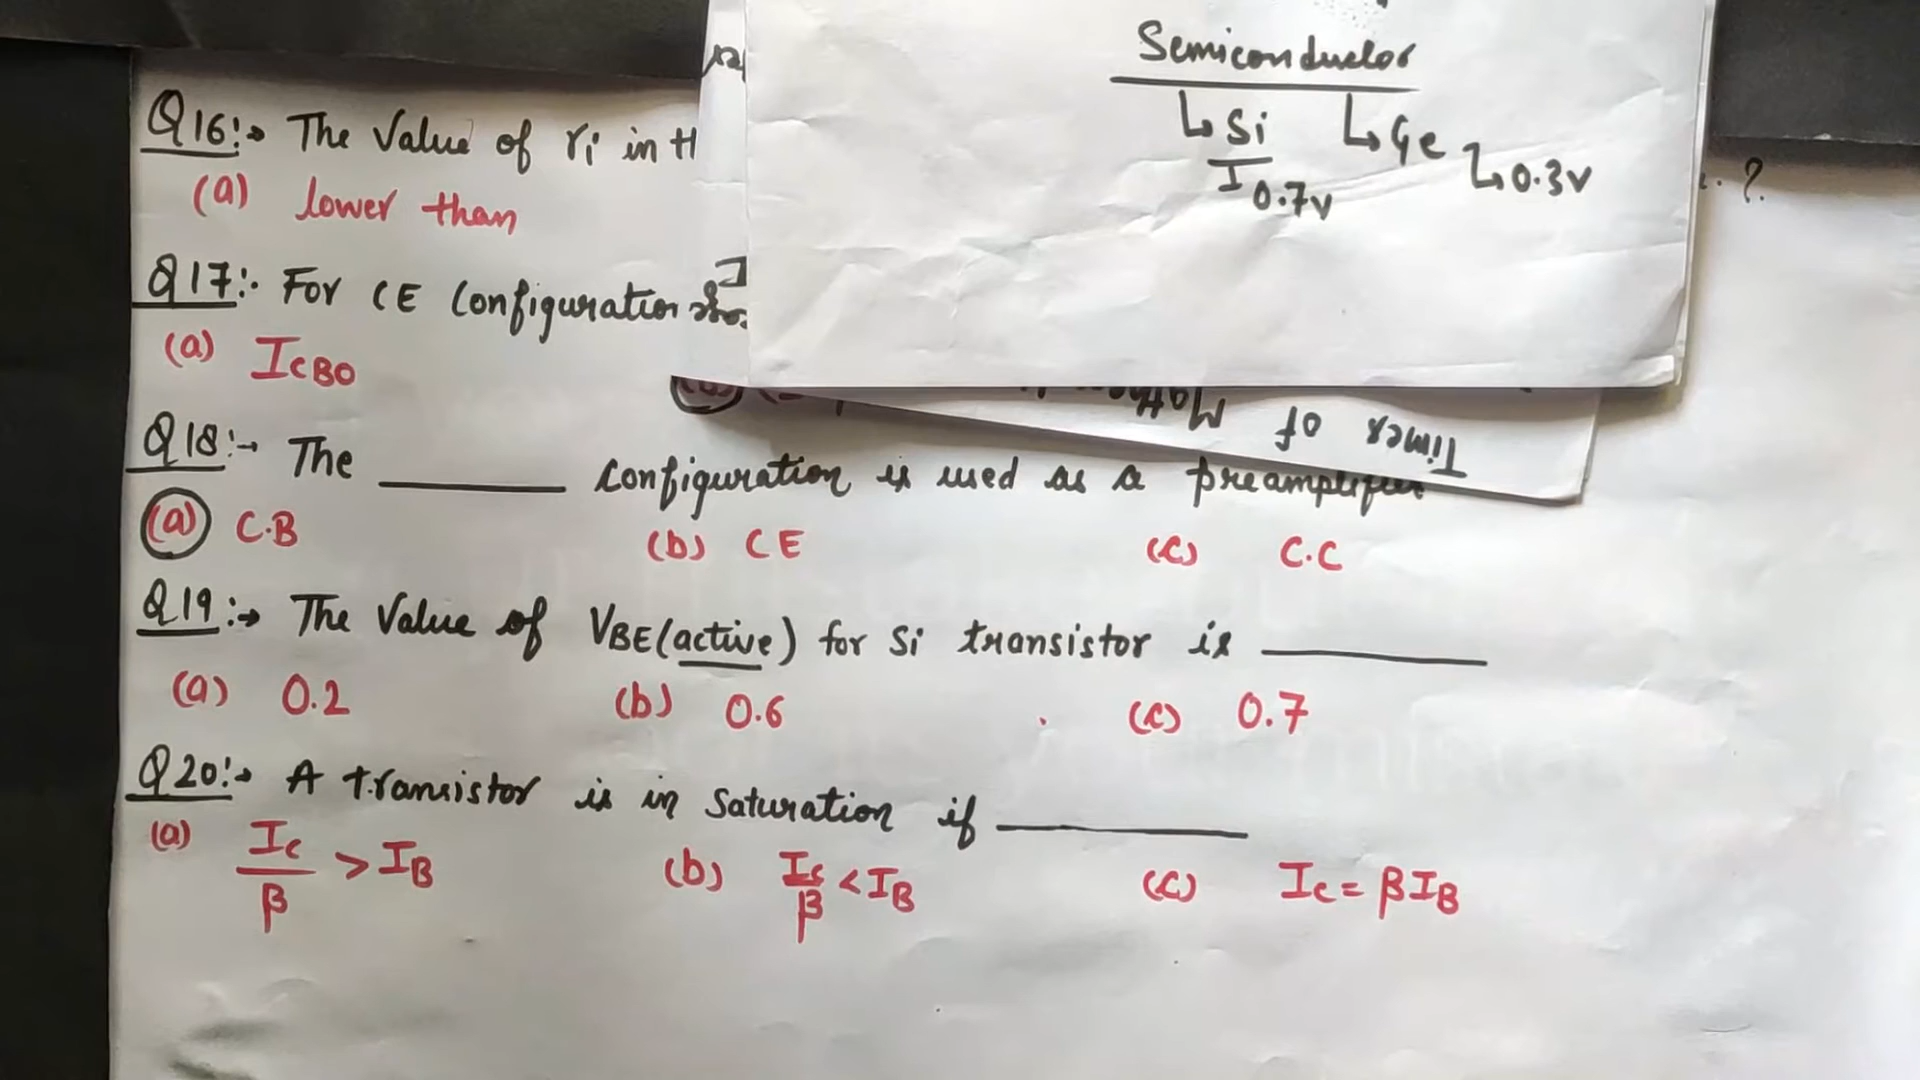 Semiconductor
↳ Si ↳ Ge
0.7v ↳ 0.3v
Q16:→ The Value of ri in
(a) lower than
?
Q17:- For CE Configuration
(a) ICBO
Timer of
Q18:→ The ______ Configuration is used as a preamplifier
(a) C.B (b) CE (c) C.C
Q19:→ The Value of VBE(active) for Si transistor is ______
(a) 0.2 (b) 0.6 (c) 0.7
Q20:→ A transistor is in Saturation if ______
(a) Ic/β > IB (b) Ic/β < IB (c) Ic = βIB